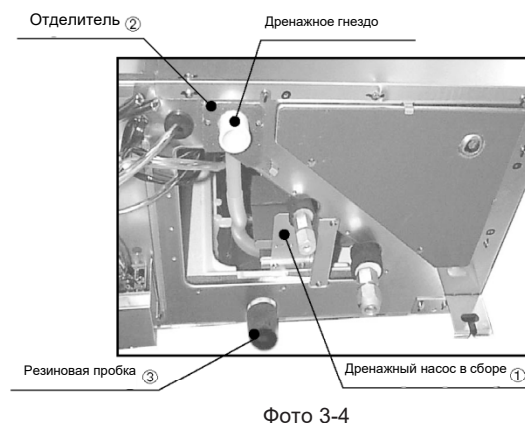 Отделитель ②
Дренажное гнездо
Резиновая пробка ③
Дренажный насос в сборе ①
Фото 3-4